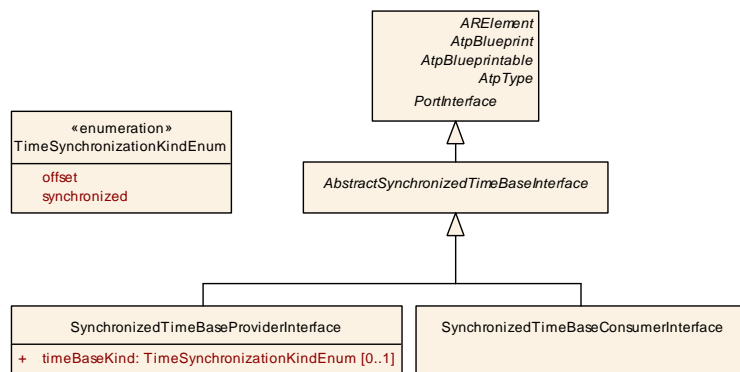 ARElement
AtpBlueprint
AtpBlueprintable
AtpType
PortInterface
«enumeration»
TimeSynchronizationKindEnum
offset
synchronized
AbstractSynchronizedTimeBaseInterface
SynchronizedTimeBaseProviderInterface
+ timeBaseKind: TimeSynchronizationKindEnum [0..1]
SynchronizedTimeBaseConsumerInterface